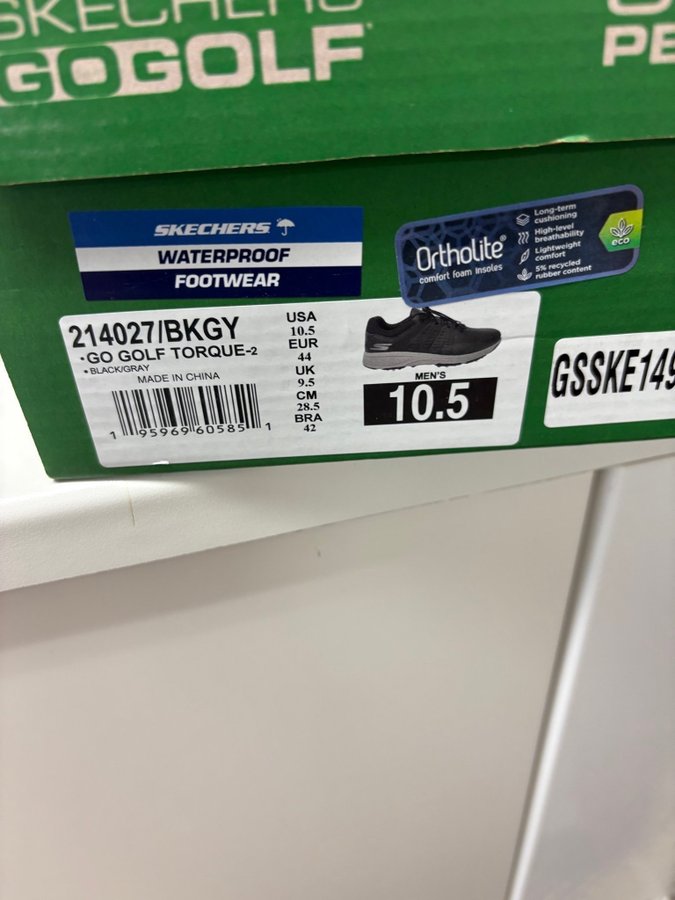 SKECHERS
GOGOLF
PE
SKECHERS
WATERPROOF
FOOTWEAR
Ortholite®
comfort foam insoles
Long-term
cushioning
High-level
breathability
Lightweight
comfort
5% recycled
rubber content
eco
214027/BKGY
•GO GOLF TORQUE-2
• BLACK/GRAY
MADE IN CHINA
1 95969 60585 1
USA
10.5
EUR
44
UK
9.5
CM
28.5
BRA
42
MEN'S
10.5
GSSKE149